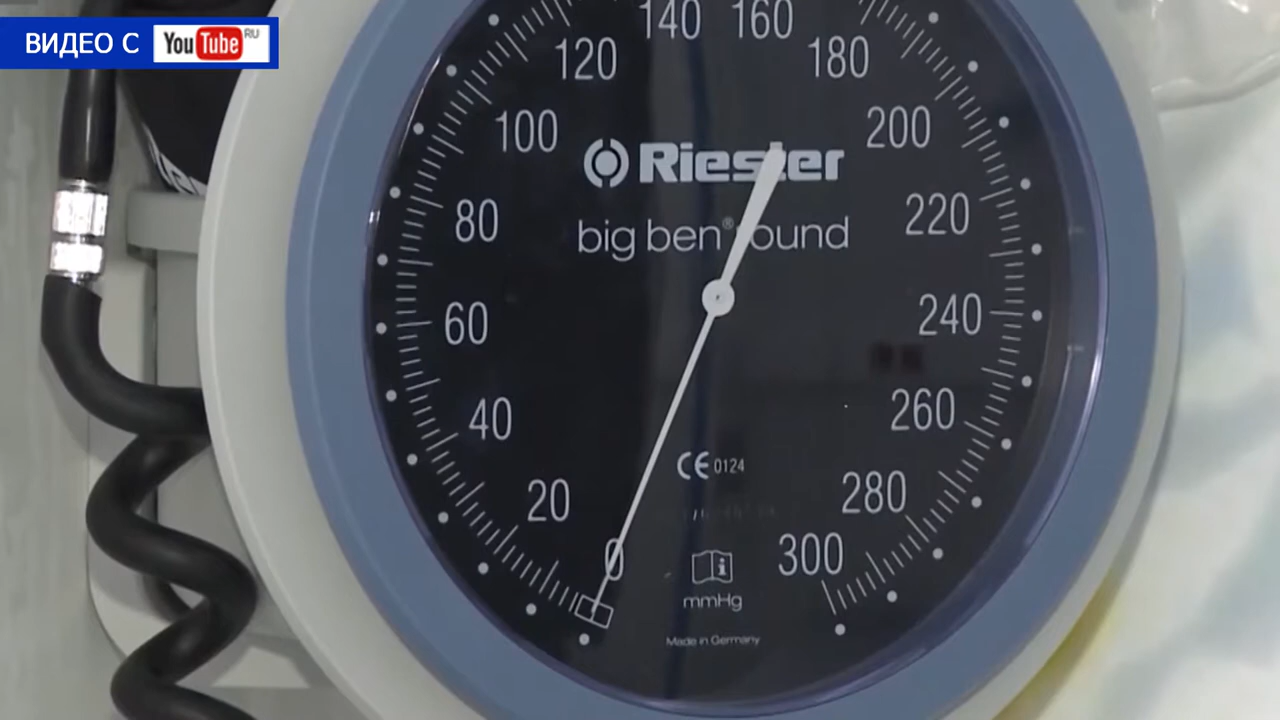 ВИДЕО С YouTube RU
140 160
120 180
100 200
Riester
80 220
big ben® round
60 240
40 260
CE 0124
20 280
0 300
mmHg
Made in Germany